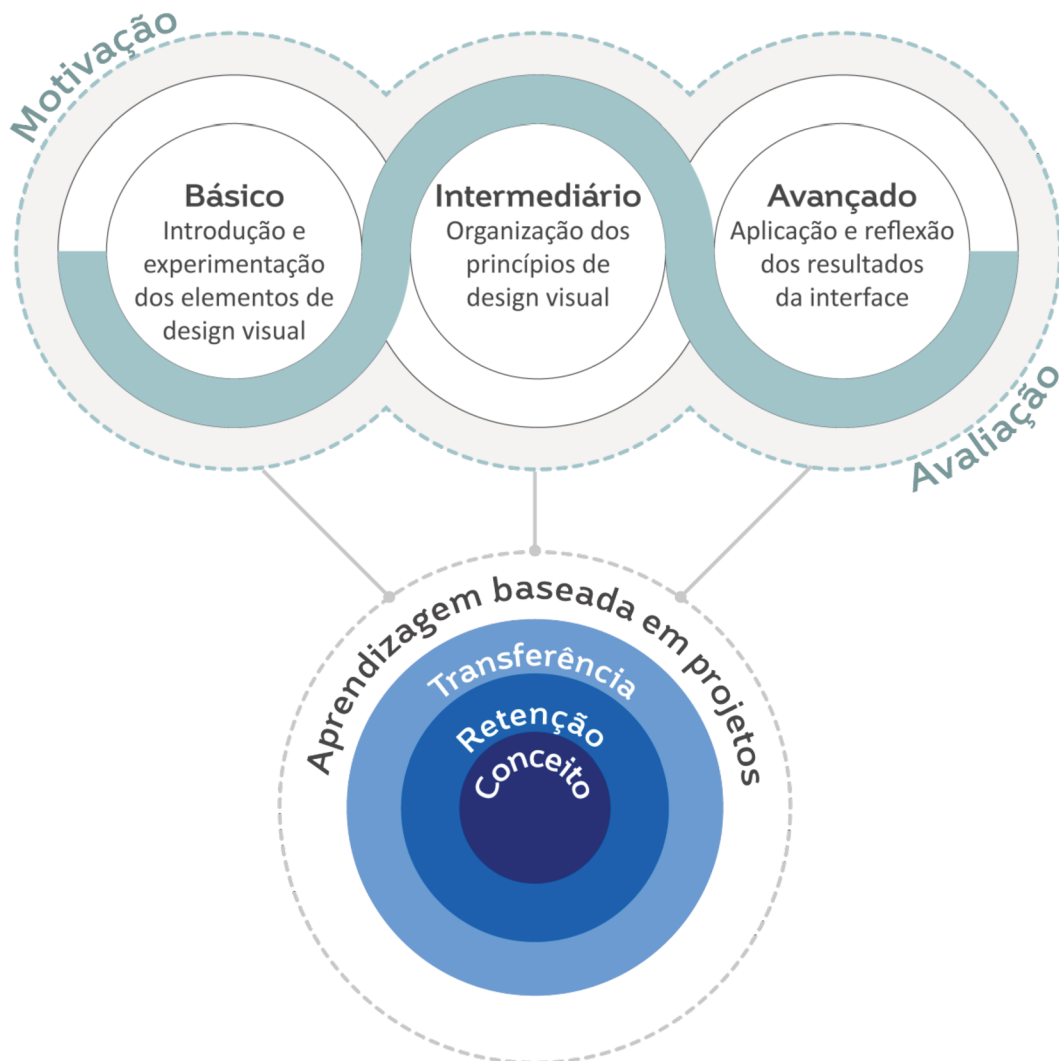 Motivação
Básico
Introdução e
experimentação
dos elementos de
design visual
Intermediário
Organização dos
princípios de
design visual
Avançado
Aplicação e reflexão
dos resultados
da interface
Avaliação
Aprendizagem baseada em projetos
Transferência
Retenção
Conceito